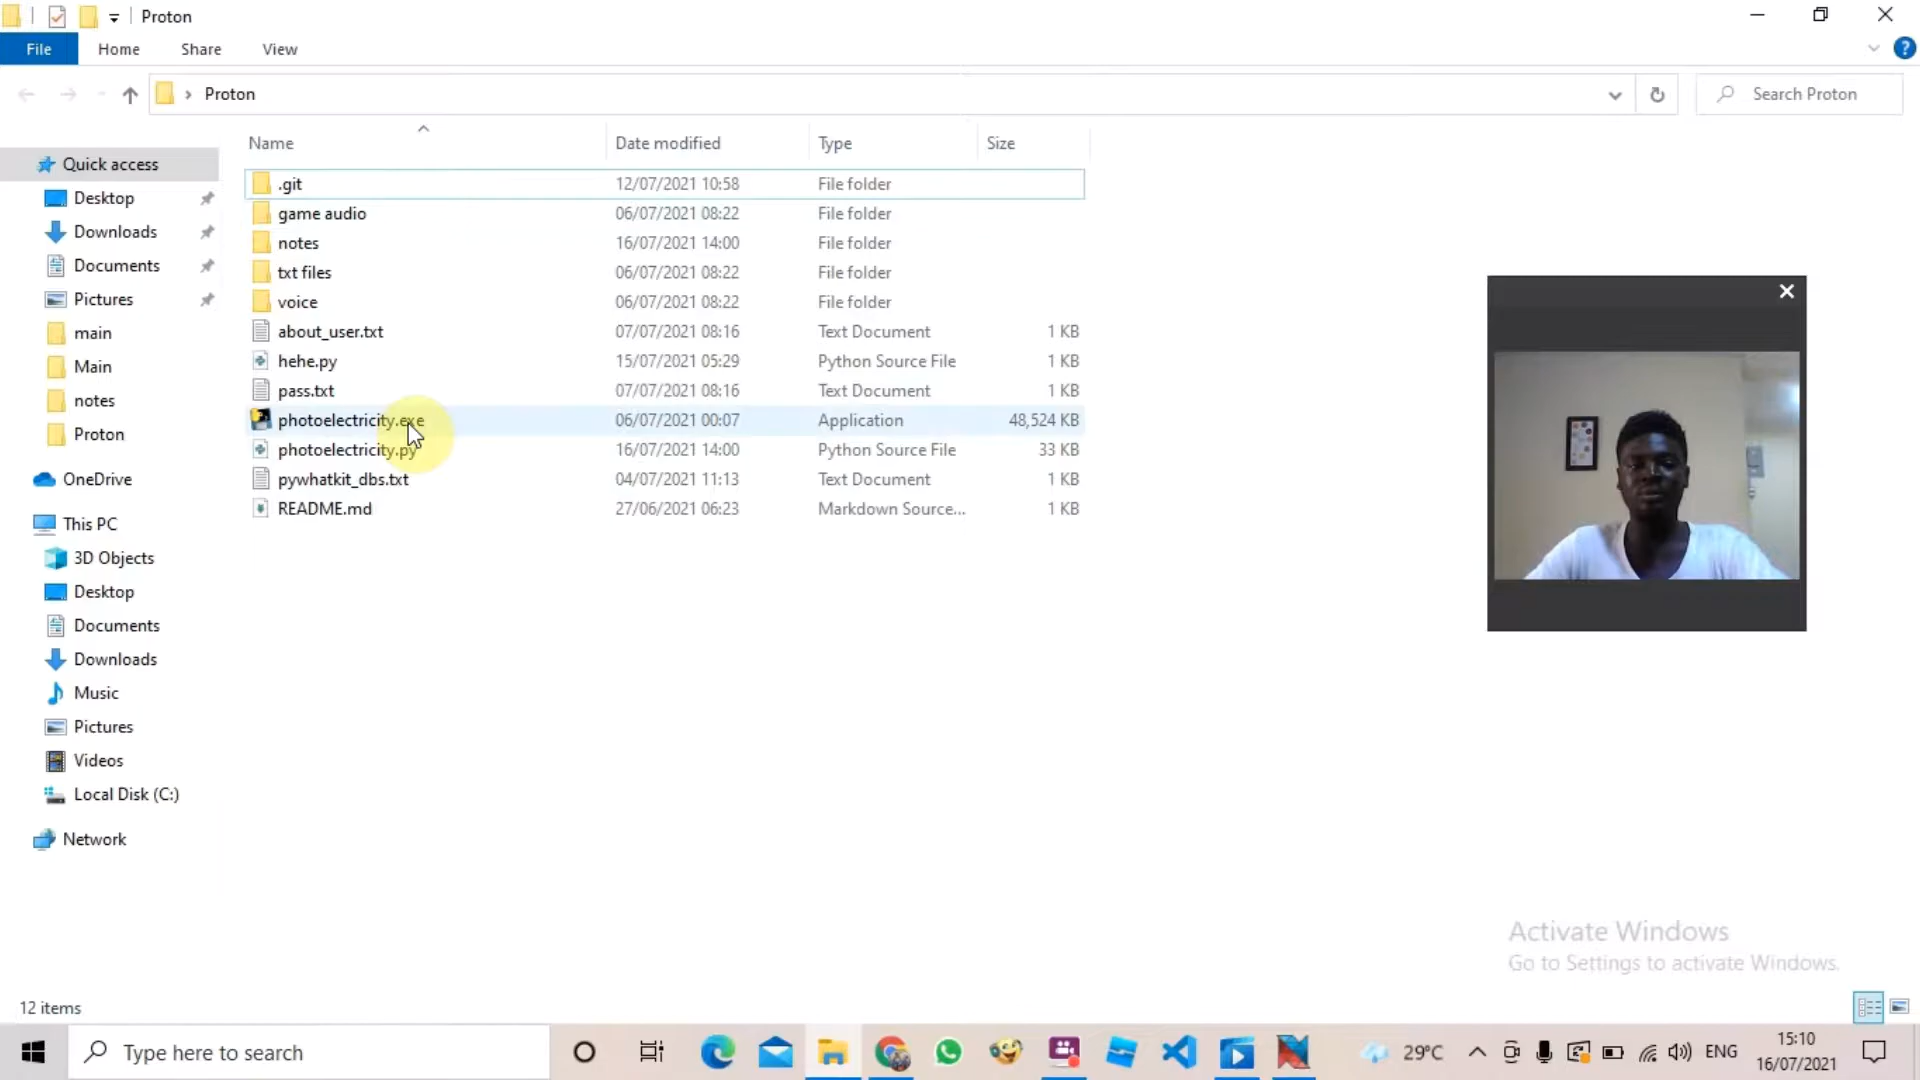 Proton
File Home Share View
Proton
Search Proton
Name Date modified Type Size
Quick access
Desktop
Downloads
Documents
Pictures
main
Main
notes
Proton
OneDrive
This PC
3D Objects
Desktop
Documents
Downloads
Music
Pictures
Videos
Local Disk (C:)
Network
.git 12/07/2021 10:58 File folder
game audio 06/07/2021 08:22 File folder
notes 16/07/2021 14:00 File folder
txt files 06/07/2021 08:22 File folder
voice 06/07/2021 08:22 File folder
about_user.txt 07/07/2021 08:16 Text Document 1 KB
hehe.py 15/07/2021 05:29 Python Source File 1 KB
pass.txt 07/07/2021 08:16 Text Document 1 KB
photoelectricity.exe 06/07/2021 00:07 Application 48,524 KB
photoelectricity.py 16/07/2021 14:00 Python Source File 33 KB
pywhatkit_dbs.txt 04/07/2021 11:13 Text Document 1 KB
README.md 27/06/2021 06:23 Markdown Source... 1 KB
Activate Windows
Go to Settings to activate Windows.
12 items
Type here to search
29°C
ENG
15:10
16/07/2021